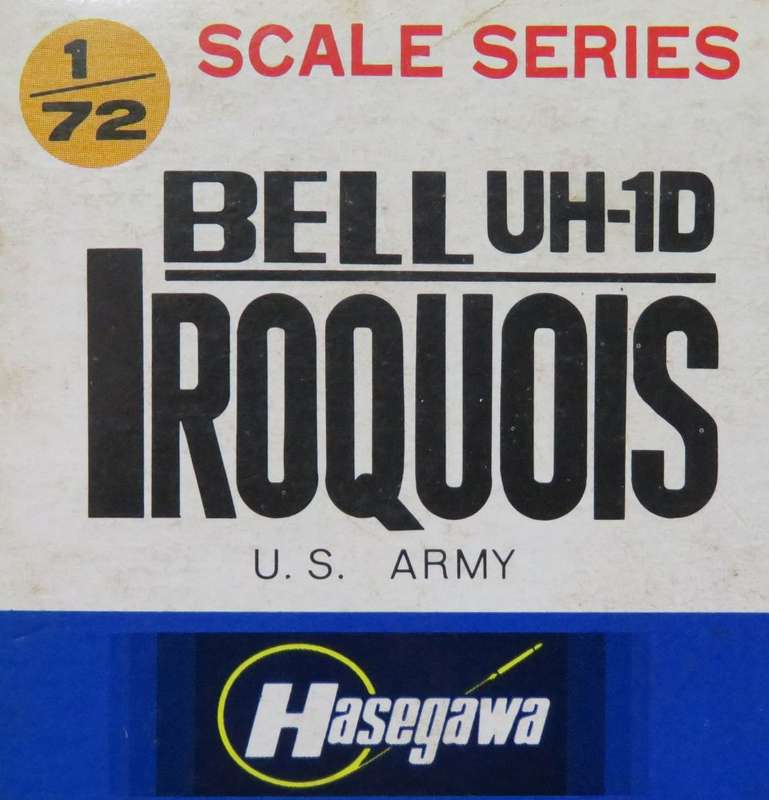 1/72
SCALE SERIES
BELL UH-1D
IROQUOIS
U. S. ARMY
Hasegawa